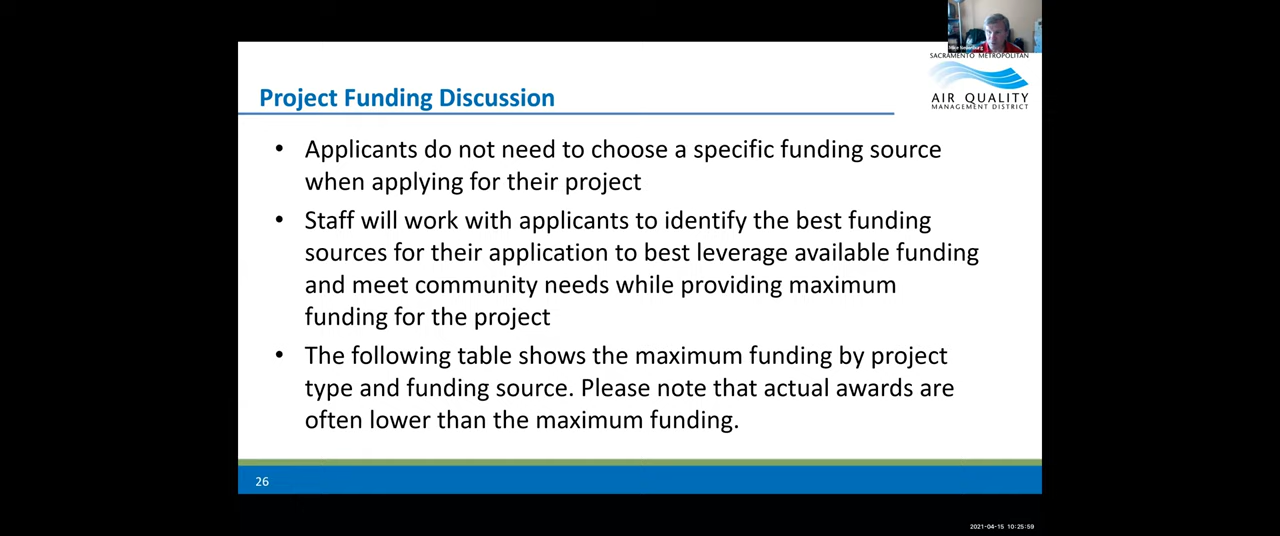 SACRAMENTO METROPOLITAN
AIR QUALITY
MANAGEMENT DISTRICT
Project Funding Discussion
• Applicants do not need to choose a specific funding source
when applying for their project
• Staff will work with applicants to identify the best funding
sources for their application to best leverage available funding
and meet community needs while providing maximum
funding for the project
• The following table shows the maximum funding by project
type and funding source. Please note that actual awards are
often lower than the maximum funding.
26
2021-04-15 10:25:59